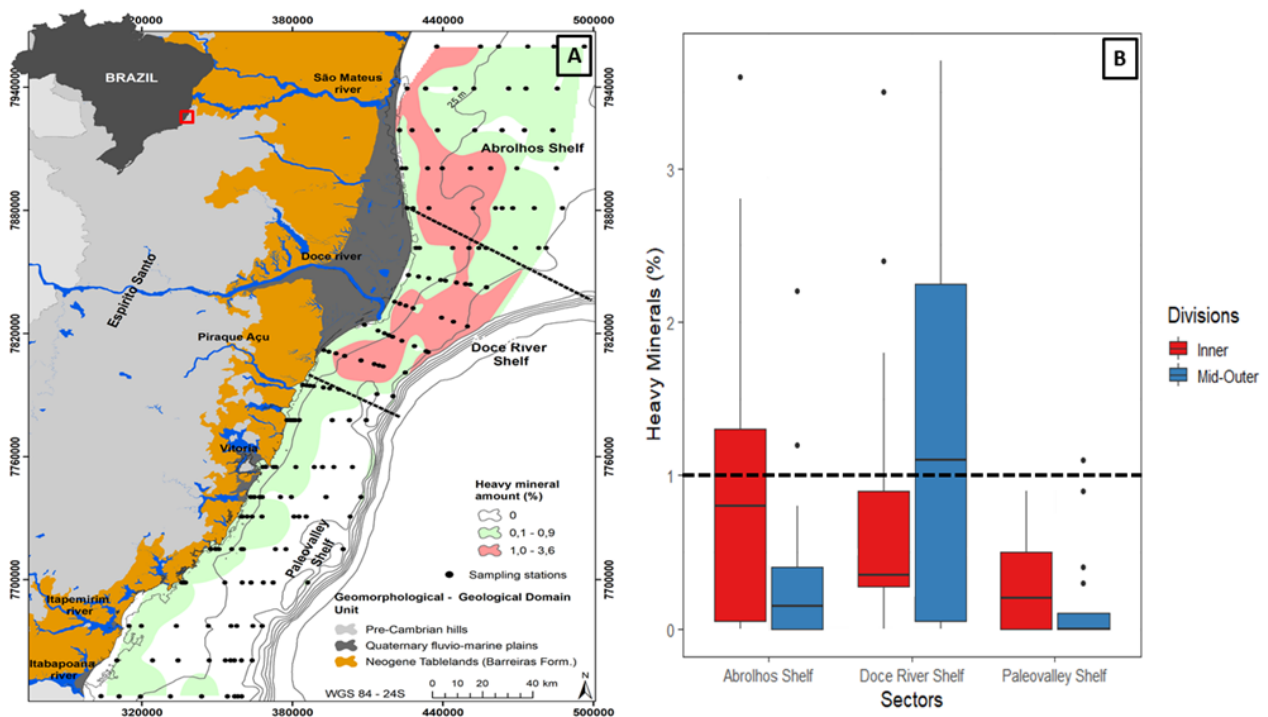 320000 380000 440000 500000
A
BRAZIL
São Mateus
river
25 m
Abrolhos Shelf
7940000
7940000
7880000
7880000
Doce river
Espirito Santo
Piraque Açu
7820000
7820000
Doce River
Shelf
Vitoria
7760000
7760000
Heavy mineral
amount (%)
0
0,1 - 0,9
1,0 - 3,6
Sampling stations
Paleovalley
Shelf
7700000
7700000
Geomorphological - Geological Domain
Unit
Pre-Cambrian hills
Quaternary fluvio-marine plains
Neogene Tablelands (Barreiras Form.)
Itapemirim
river
Itabapoana
river
WGS 84 - 24S
0 10 20 40 km
N
320000 380000 440000 500000
B
Heavy Minerals (%)
3
2
1
0
Abrolhos Shelf Doce River Shelf Paleovalley Shelf
Sectors
Divisions
Inner
Mid-Outer